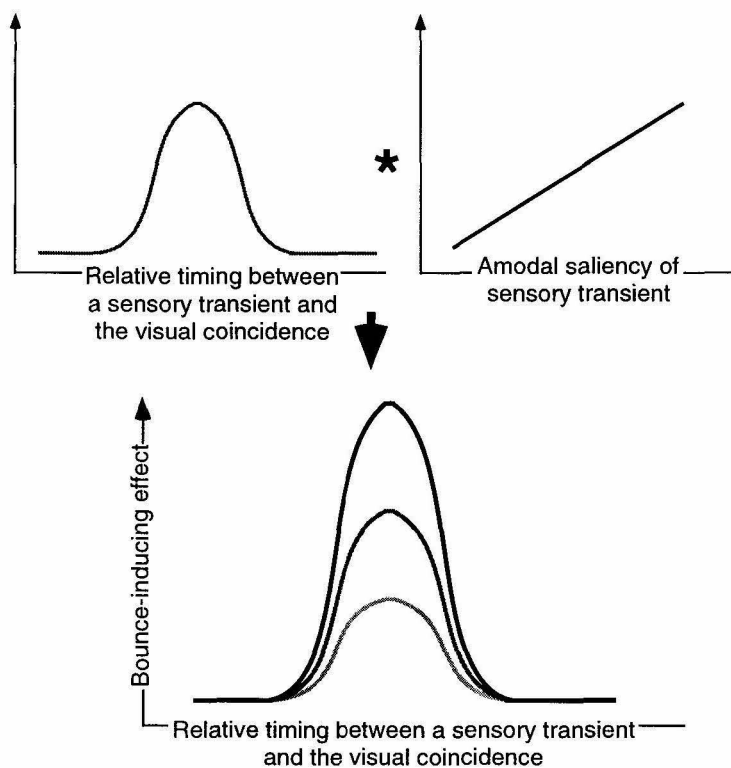 Relative timing between
a sensory transient and
the visual coincidence
*
Amodal saliency of
sensory transient
Bounce-inducing effect
Relative timing between a sensory transient
and the visual coincidence